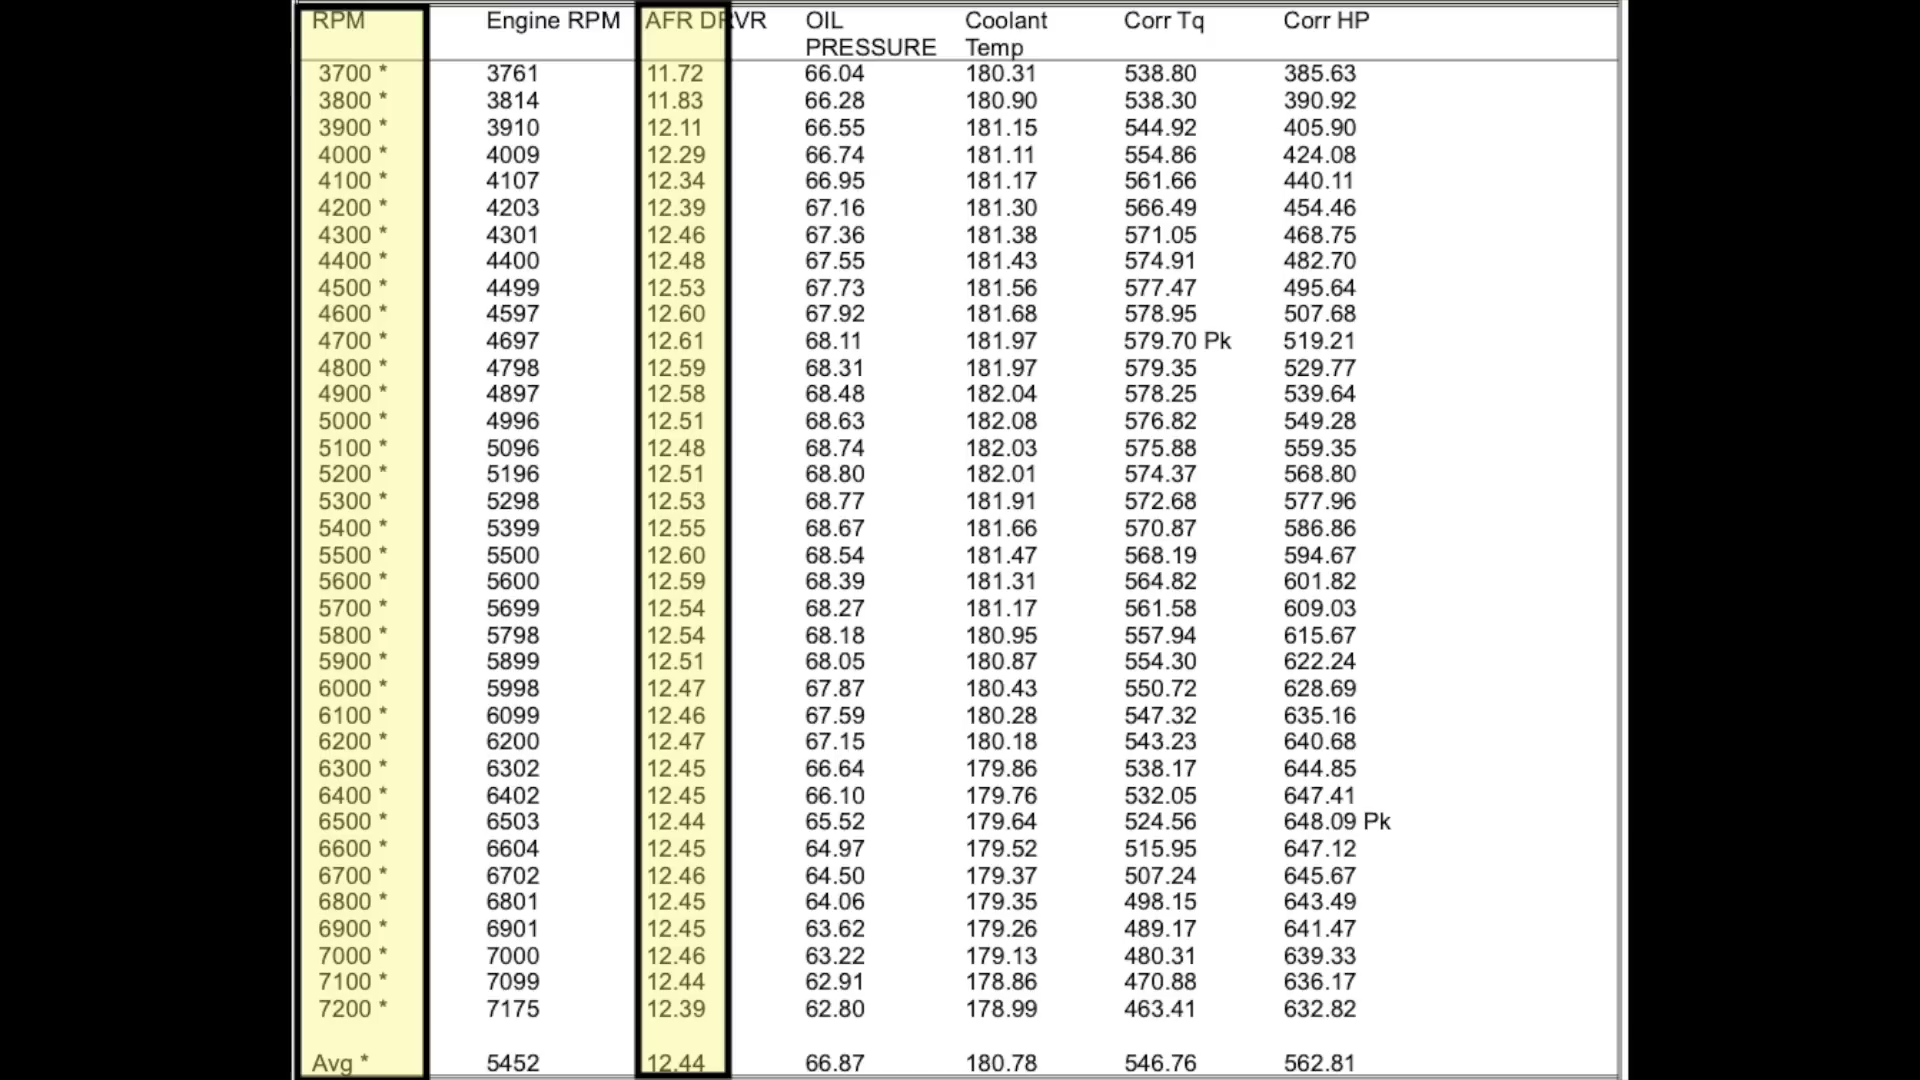 RPM Engine RPM AFR DRVR OIL PRESSURE Coolant Temp Corr Tq Corr HP
3700 * 3761 11.72 66.04 180.31 538.80 385.63
3800 * 3814 11.83 66.28 180.90 538.30 390.92
3900 * 3910 12.11 66.55 181.15 544.92 405.90
4000 * 4009 12.29 66.74 181.11 554.86 424.08
4100 * 4107 12.34 66.95 181.17 561.66 440.11
4200 * 4203 12.39 67.16 181.30 566.49 454.46
4300 * 4301 12.46 67.36 181.38 571.05 468.75
4400 * 4400 12.48 67.55 181.43 574.91 482.70
4500 * 4499 12.53 67.73 181.56 577.47 495.64
4600 * 4597 12.60 67.92 181.68 578.95 507.68
4700 * 4697 12.61 68.11 181.97 579.70 Pk 519.21
4800 * 4798 12.59 68.31 181.97 579.35 529.77
4900 * 4897 12.58 68.48 182.04 578.25 539.64
5000 * 4996 12.51 68.63 182.08 576.82 549.28
5100 * 5096 12.48 68.74 182.03 575.88 559.35
5200 * 5196 12.51 68.80 182.01 574.37 568.80
5300 * 5298 12.53 68.77 181.91 572.68 577.96
5400 * 5399 12.55 68.67 181.66 570.87 586.86
5500 * 5500 12.60 68.54 181.47 568.19 594.67
5600 * 5600 12.59 68.39 181.31 564.82 601.82
5700 * 5699 12.54 68.27 181.17 561.58 609.03
5800 * 5798 12.54 68.18 180.95 557.94 615.67
5900 * 5899 12.51 68.05 180.87 554.30 622.24
6000 * 5998 12.47 67.87 180.43 550.72 628.69
6100 * 6099 12.46 67.59 180.28 547.32 635.16
6200 * 6200 12.47 67.15 180.18 543.23 640.68
6300 * 6302 12.45 66.64 179.86 538.17 644.85
6400 * 6402 12.45 66.10 179.76 532.05 647.41
6500 * 6503 12.44 65.52 179.64 524.56 648.09 Pk
6600 * 6604 12.45 64.97 179.52 515.95 647.12
6700 * 6702 12.46 64.50 179.37 507.24 645.67
6800 * 6801 12.45 64.06 179.35 498.15 643.49
6900 * 6901 12.45 63.62 179.26 489.17 641.47
7000 * 7000 12.46 63.22 179.13 480.31 639.33
7100 * 7099 12.44 62.91 178.86 470.88 636.17
7200 * 7175 12.39 62.80 178.99 463.41 632.82
Avg * 5452 12.44 66.87 180.78 546.76 562.81